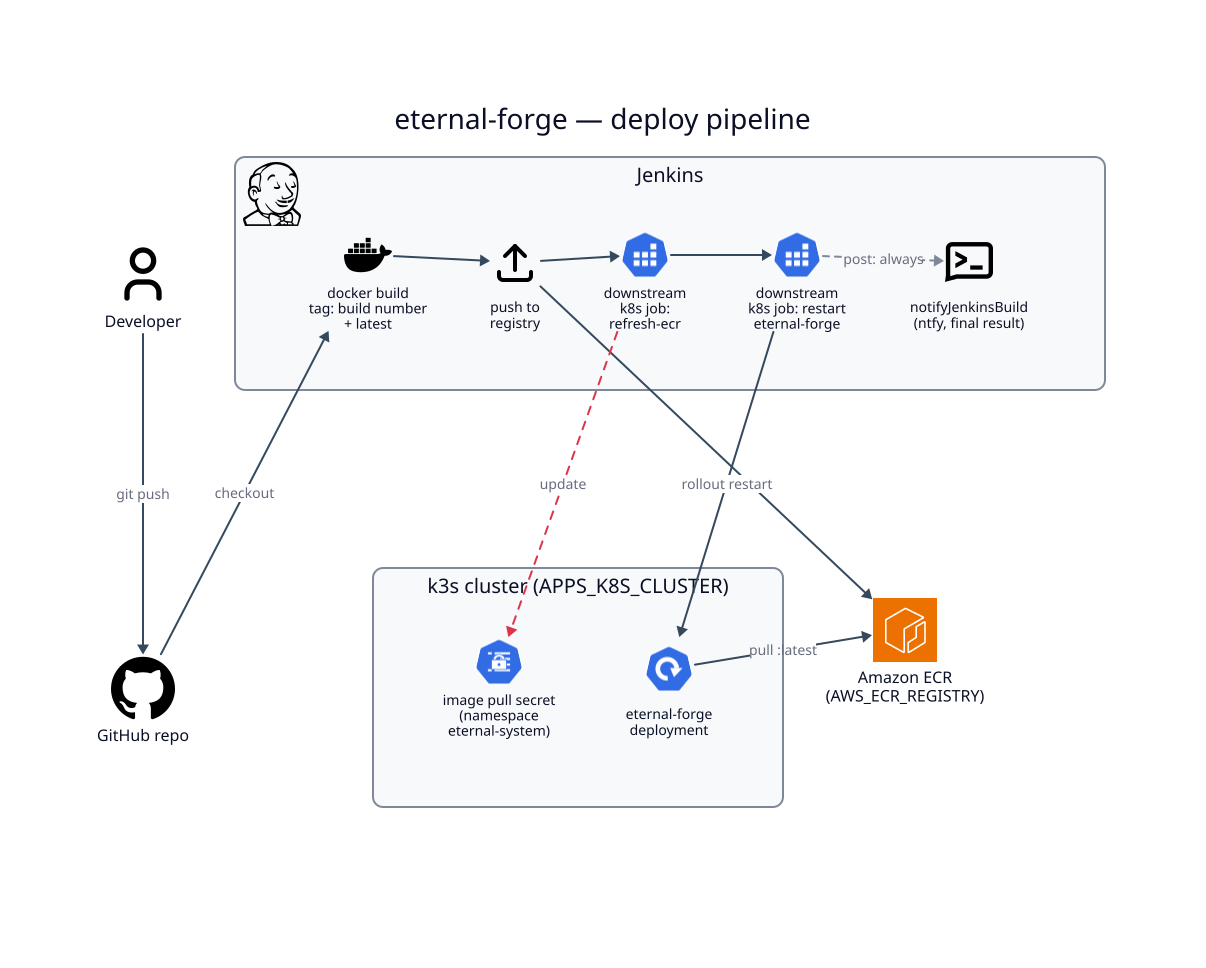 eternal-forge — deploy pipeline
Jenkins
docker build
tag: build number
+ latest
push to
registry
downstream
k8s job:
refresh-ecr
downstream
k8s job: restart
eternal-forge
post: always
notifyJenkinsBuild
(ntfy, final result)
Developer
git push
checkout
update
rollout restart
k3s cluster (APPS_K8S_CLUSTER)
image pull secret
(namespace
eternal-system)
eternal-forge
deployment
pull :latest
Amazon ECR
(AWS_ECR_REGISTRY)
GitHub repo